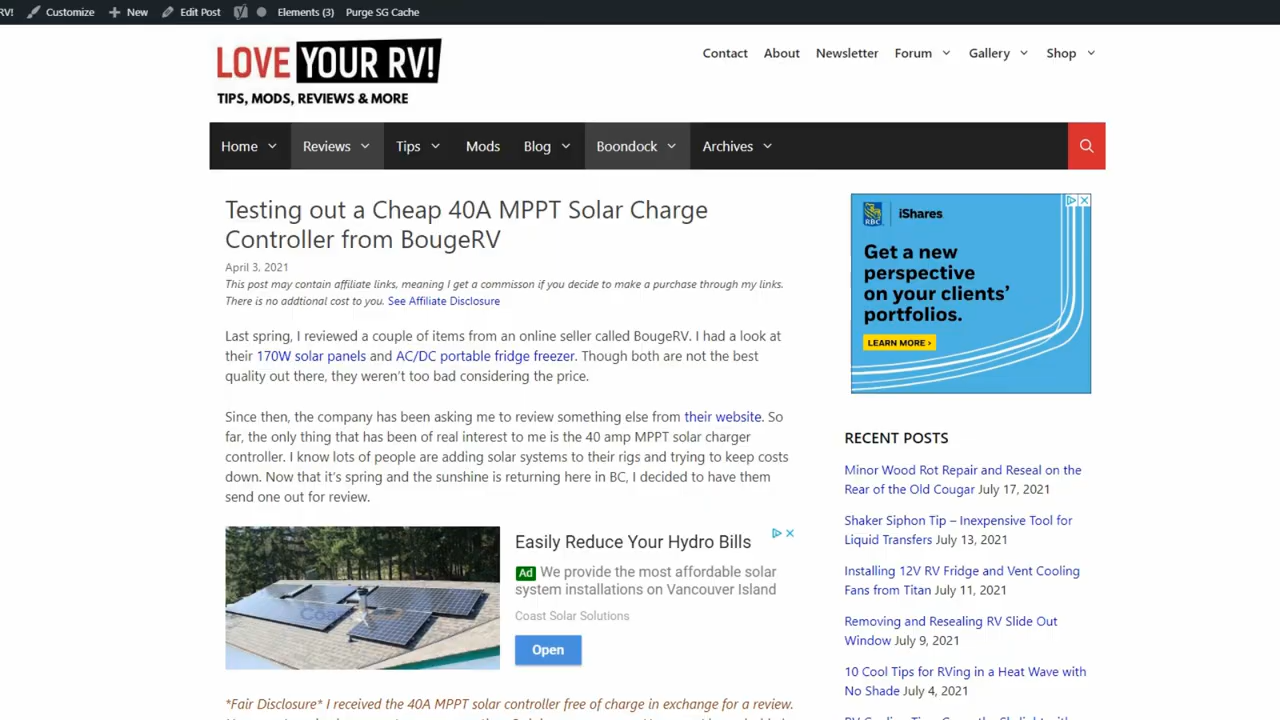 RV! Customize New Edit Post Elements (3) Purge SG Cache
LOVE YOUR RV!
TIPS, MODS, REVIEWS & MORE
Contact About Newsletter Forum Gallery Shop
Home Reviews Tips Mods Blog Boondock Archives
Testing out a Cheap 40A MPPT Solar Charge
Controller from BougeRV
April 3, 2021
This post may contain affiliate links, meaning I get a commisson if you decide to make a purchase through my links.
There is no addtional cost to you. See Affiliate Disclosure
Last spring, I reviewed a couple of items from an online seller called BougeRV. I had a look at
their 170W solar panels and AC/DC portable fridge freezer. Though both are not the best
quality out there, they weren't too bad considering the price.
Since then, the company has been asking me to review something else from their website. So
far, the only thing that has been of real interest to me is the 40 amp MPPT solar charger
controller. I know lots of people are adding solar systems to their rigs and trying to keep costs
down. Now that it's spring and the sunshine is returning here in BC, I decided to have them
send one out for review.
Easily Reduce Your Hydro Bills
Ad We provide the most affordable solar
system installations on Vancouver Island
Coast Solar Solutions
Open
*Fair Disclosure* I received the 40A MPPT solar controller free of charge in exchange for a review.
RBC iShares
Get a new
perspective
on your clients'
portfolios.
LEARN MORE >
RECENT POSTS
Minor Wood Rot Repair and Reseal on the
Rear of the Old Cougar July 17, 2021
Shaker Siphon Tip – Inexpensive Tool for
Liquid Transfers July 13, 2021
Installing 12V RV Fridge and Vent Cooling
Fans from Titan July 11, 2021
Removing and Resealing RV Slide Out
Window July 9, 2021
10 Cool Tips for RVing in a Heat Wave with
No Shade July 4, 2021